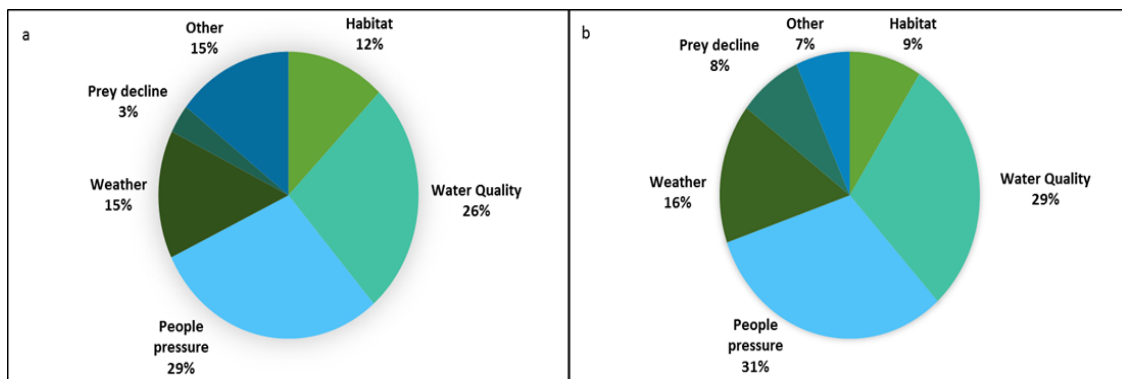 a
Other
15%
Habitat
12%
Prey decline
3%
Weather
15%
Water Quality
26%
People
pressure
29%
b
Other
7%
Habitat
9%
Prey decline
8%
Weather
16%
Water Quality
29%
People
pressure
31%